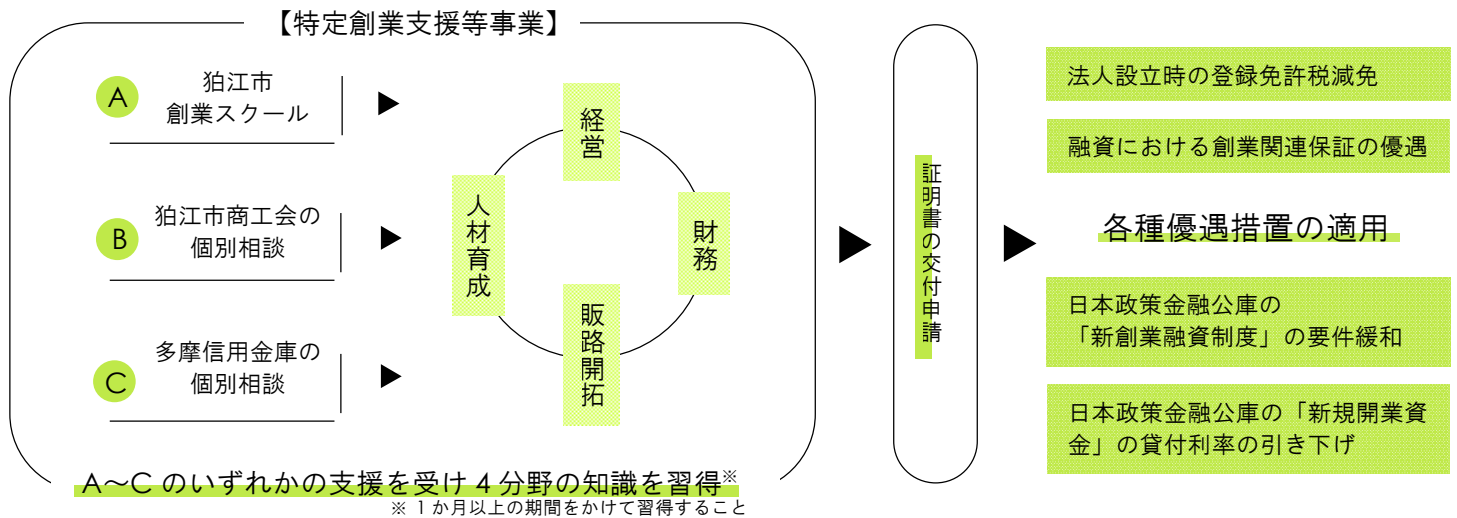 【特定創業支援等事業】
A
狛江市
創業スクール
B
狛江市商工会の
個別相談
C
多摩信用金庫の
個別相談
経営
財務
販路開拓
人材育成
A～C のいずれかの支援を受け 4 分野の知識を習得※
※ 1 か月以上の期間をかけて習得すること
証明書の交付申請
法人設立時の登録免許税減免
融資における創業関連保証の優遇
各種優遇措置の適用
日本政策金融公庫の
「新創業融資制度」の要件緩和
日本政策金融公庫の「新規開業資
金」の貸付利率の引き下げ